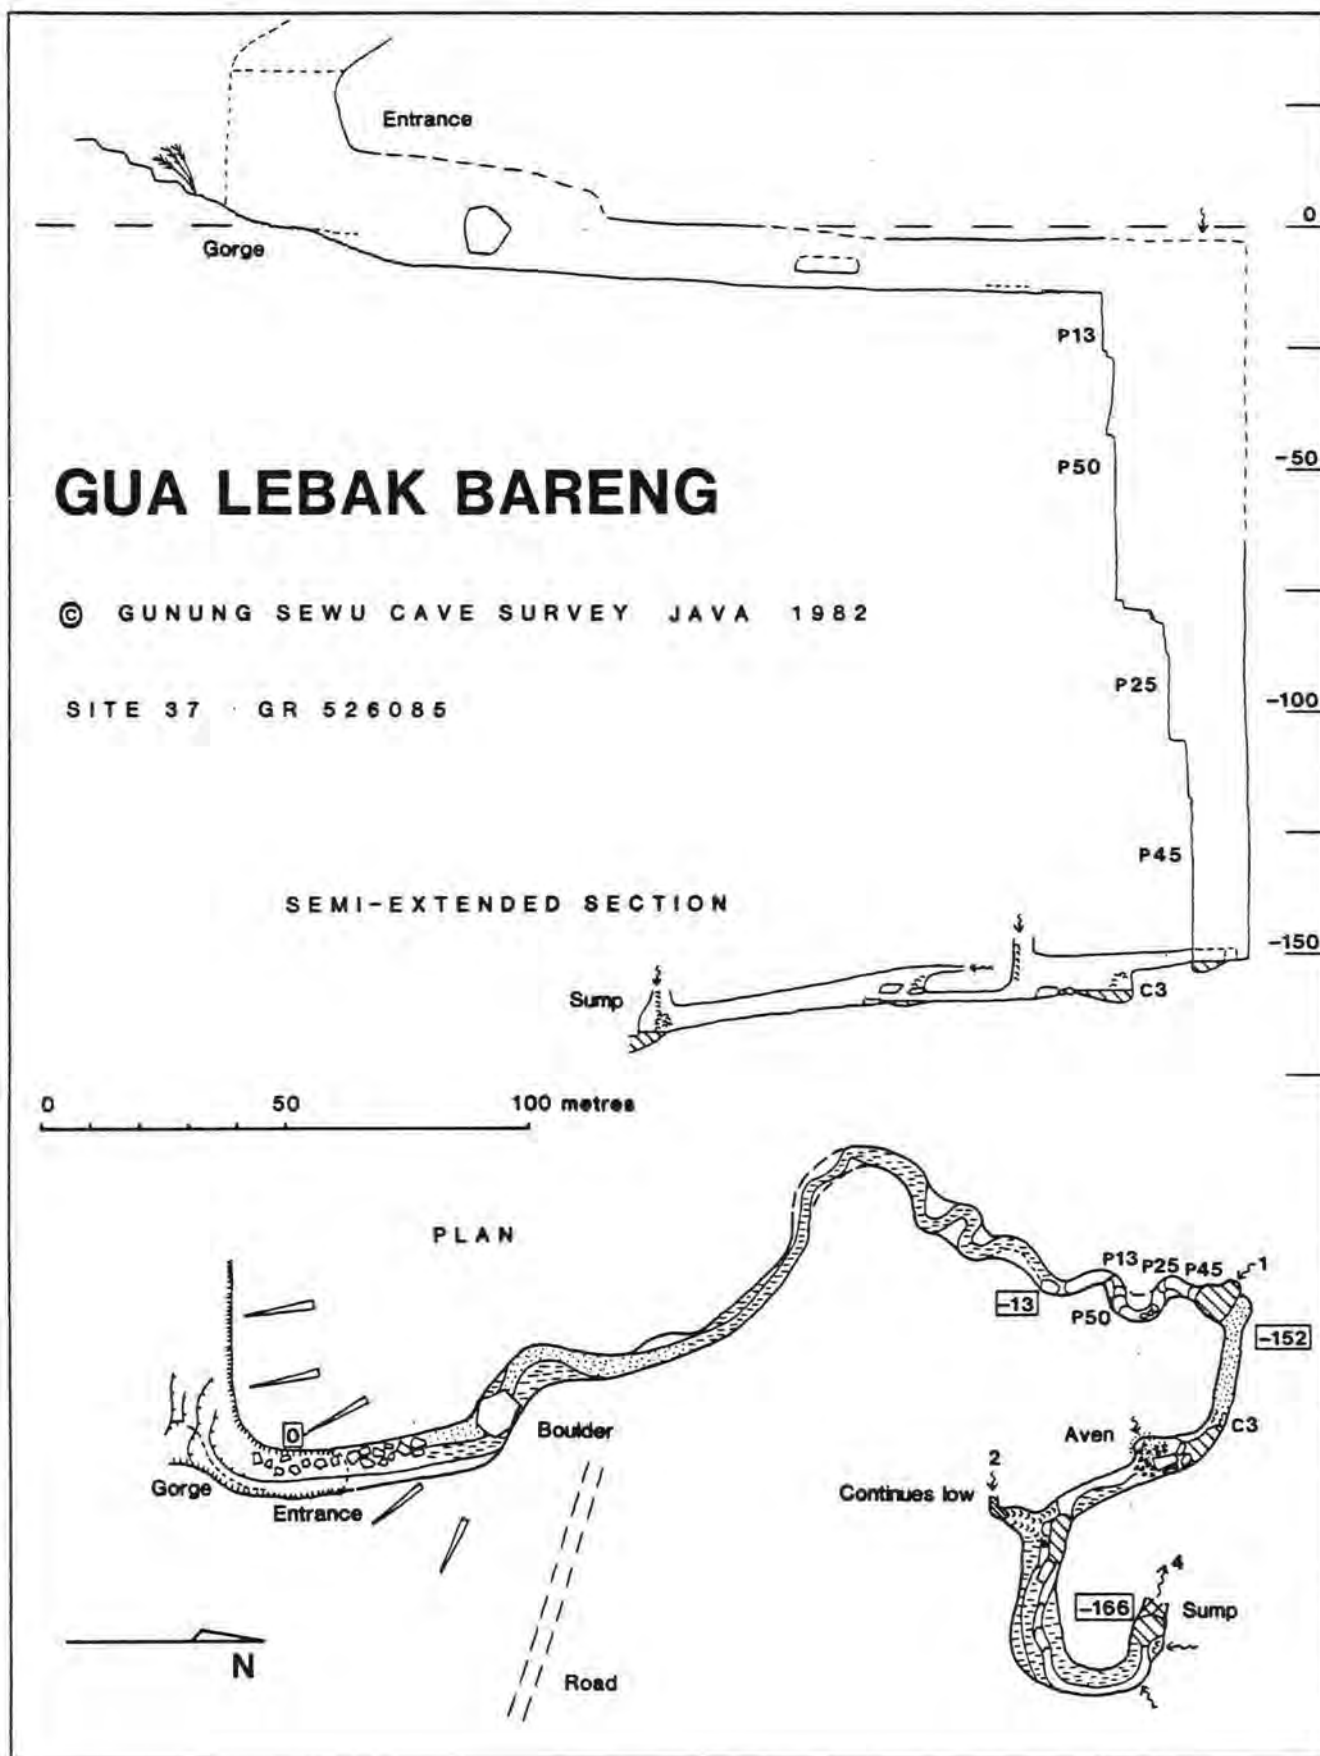 Entrance
0
Gorge
P13
P50
-50
GUA LEBAK BARENG
© GUNUNG SEWU CAVE SURVEY JAVA 1982
P25
SITE 37 GR 526085
-100
P45
SEMI-EXTENDED SECTION
-150
Sump
C3
0 50 100 metres
PLAN
P13 P25 P45 1
-13
P50
-152
0
Boulder
Aven
C3
2
Gorge
Continues low
Entrance
4
-166
Sump
N
Road